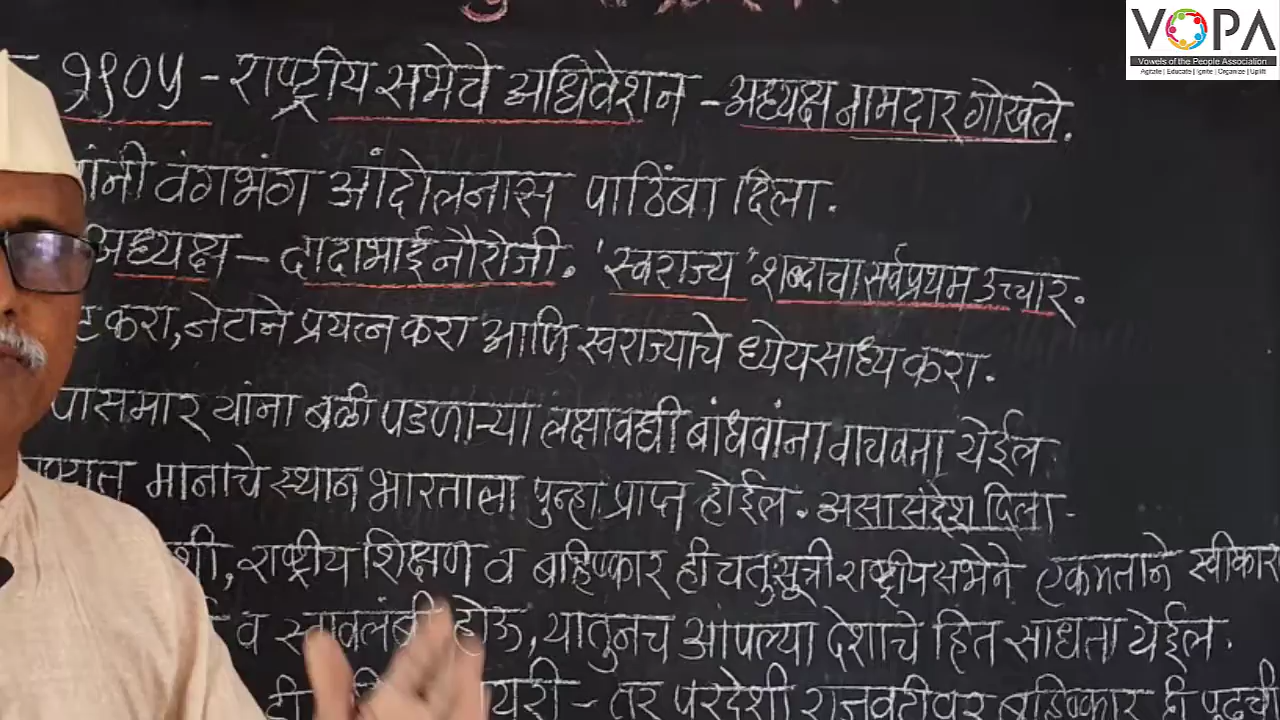 VOPA
Vowels of the People Association
Agitate | Educate | Ignite | Organize | Uplift
१९०५ - राष्ट्रीय सभेचे अधिवेशन - अध्यक्ष नामदार गोखले.
यांनी वंगभंग आंदोलनास पाठिंबा दिला.
अध्यक्ष - दादाभाई नौरोजी. 'स्वराज्य' शब्दाचा सर्वप्रथम उच्चार.
करा, नेटाने प्रयत्न करा आणि स्वराज्याचे ध्येय साध्य करा.
उपासमार यांना बळी पडणाऱ्या लक्षावधी बांधवांना वाचवता येईल
मानाचे स्थान भारताला पुन्हा प्राप्त होईल. असा संदेश दिला -
शी, राष्ट्रीय शिक्षण व बहिष्कार ही चतुःसूत्री राष्ट्रीय सभेने एकमताने स्वीकार
व स्वावलंबी होऊ, यातुनच आपल्या देशाचे हित साधता येईल.
यरी - तर परदेशी राजवटीवर बहिष्कार ही पुढची